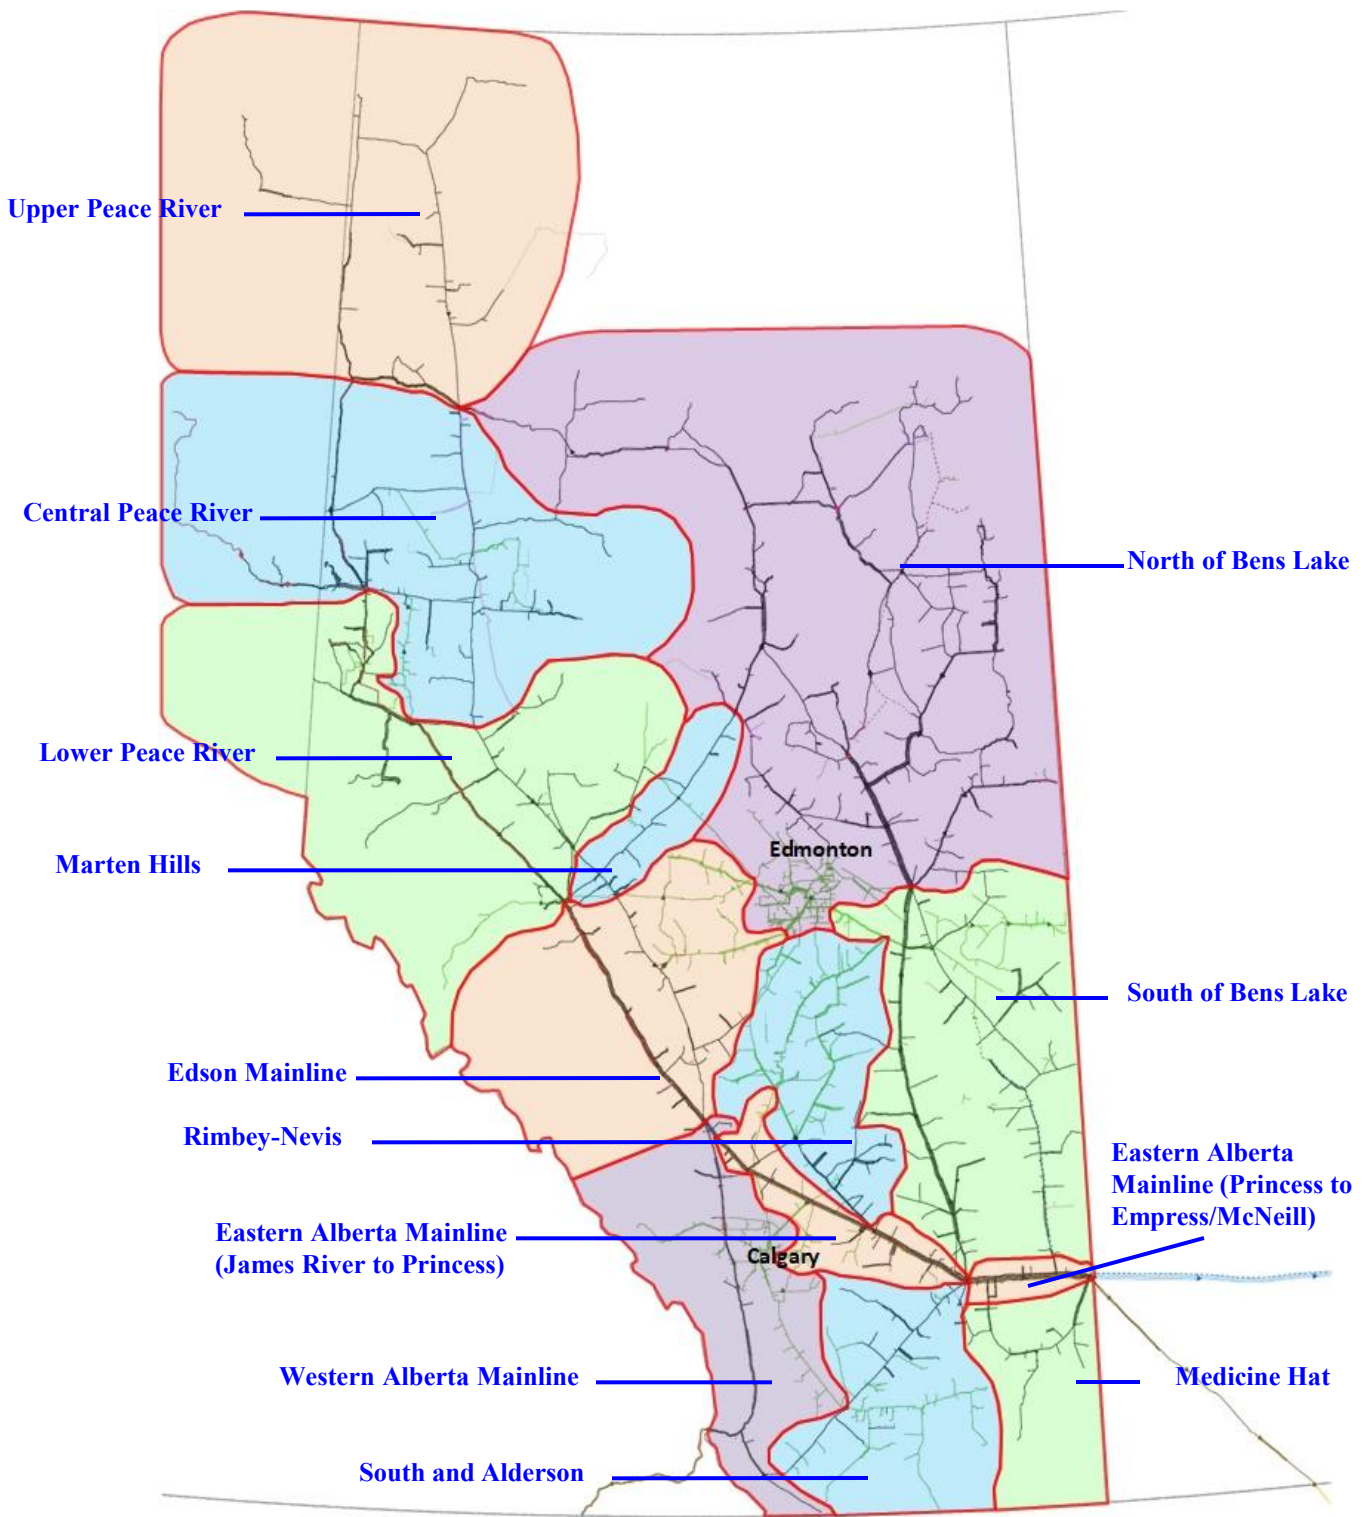 Upper Peace River
Central Peace River
North of Bens Lake
Lower Peace River
Edmonton
Marten Hills
South of Bens Lake
Edson Mainline
Rimbey-Nevis
Eastern Alberta
Mainline (Princess to
Empress/McNeill)
Eastern Alberta Mainline
(James River to Princess)
Calgary
Western Alberta Mainline
Medicine Hat
South and Alderson